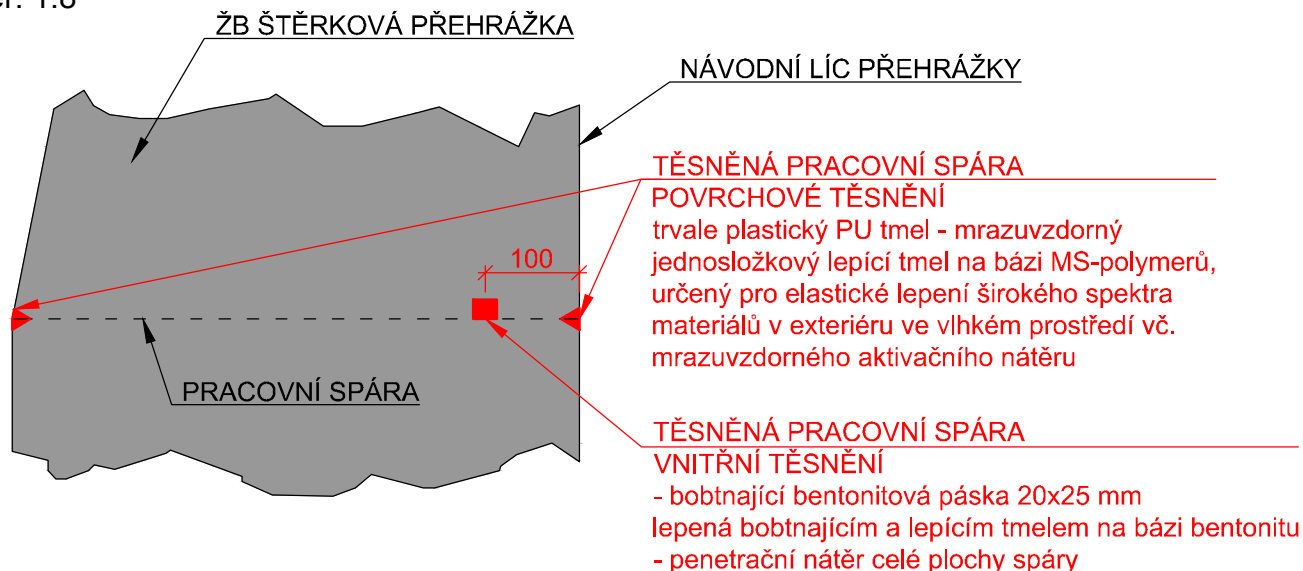 ŽB ŠTĚRKOVÁ PŘEHRÁŽKA
NÁVODNÍ LÍC PŘEHRÁŽKY
TĚSNĚNÁ PRACOVNÍ SPÁRA
POVRCHOVÉ TĚSNĚNÍ
trvale plastický PU tmel - mrazuvzdorný
jednosložkový lepící tmel na bázi MS-polymerů,
určený pro elastické lepení širokého spektra
materiálů v exteriéru ve vlhkém prostředí vč.
mrazuvzdorného aktivačního nátěru
100
PRACOVNÍ SPÁRA
TĚSNĚNÁ PRACOVNÍ SPÁRA
VNITŘNÍ TĚSNĚNÍ
- bobtnající bentonitová páska 20x25 mm
lepená bobtnajícím a lepícím tmelem na bázi bentonitu
- penetrační nátěr celé plochy spáry